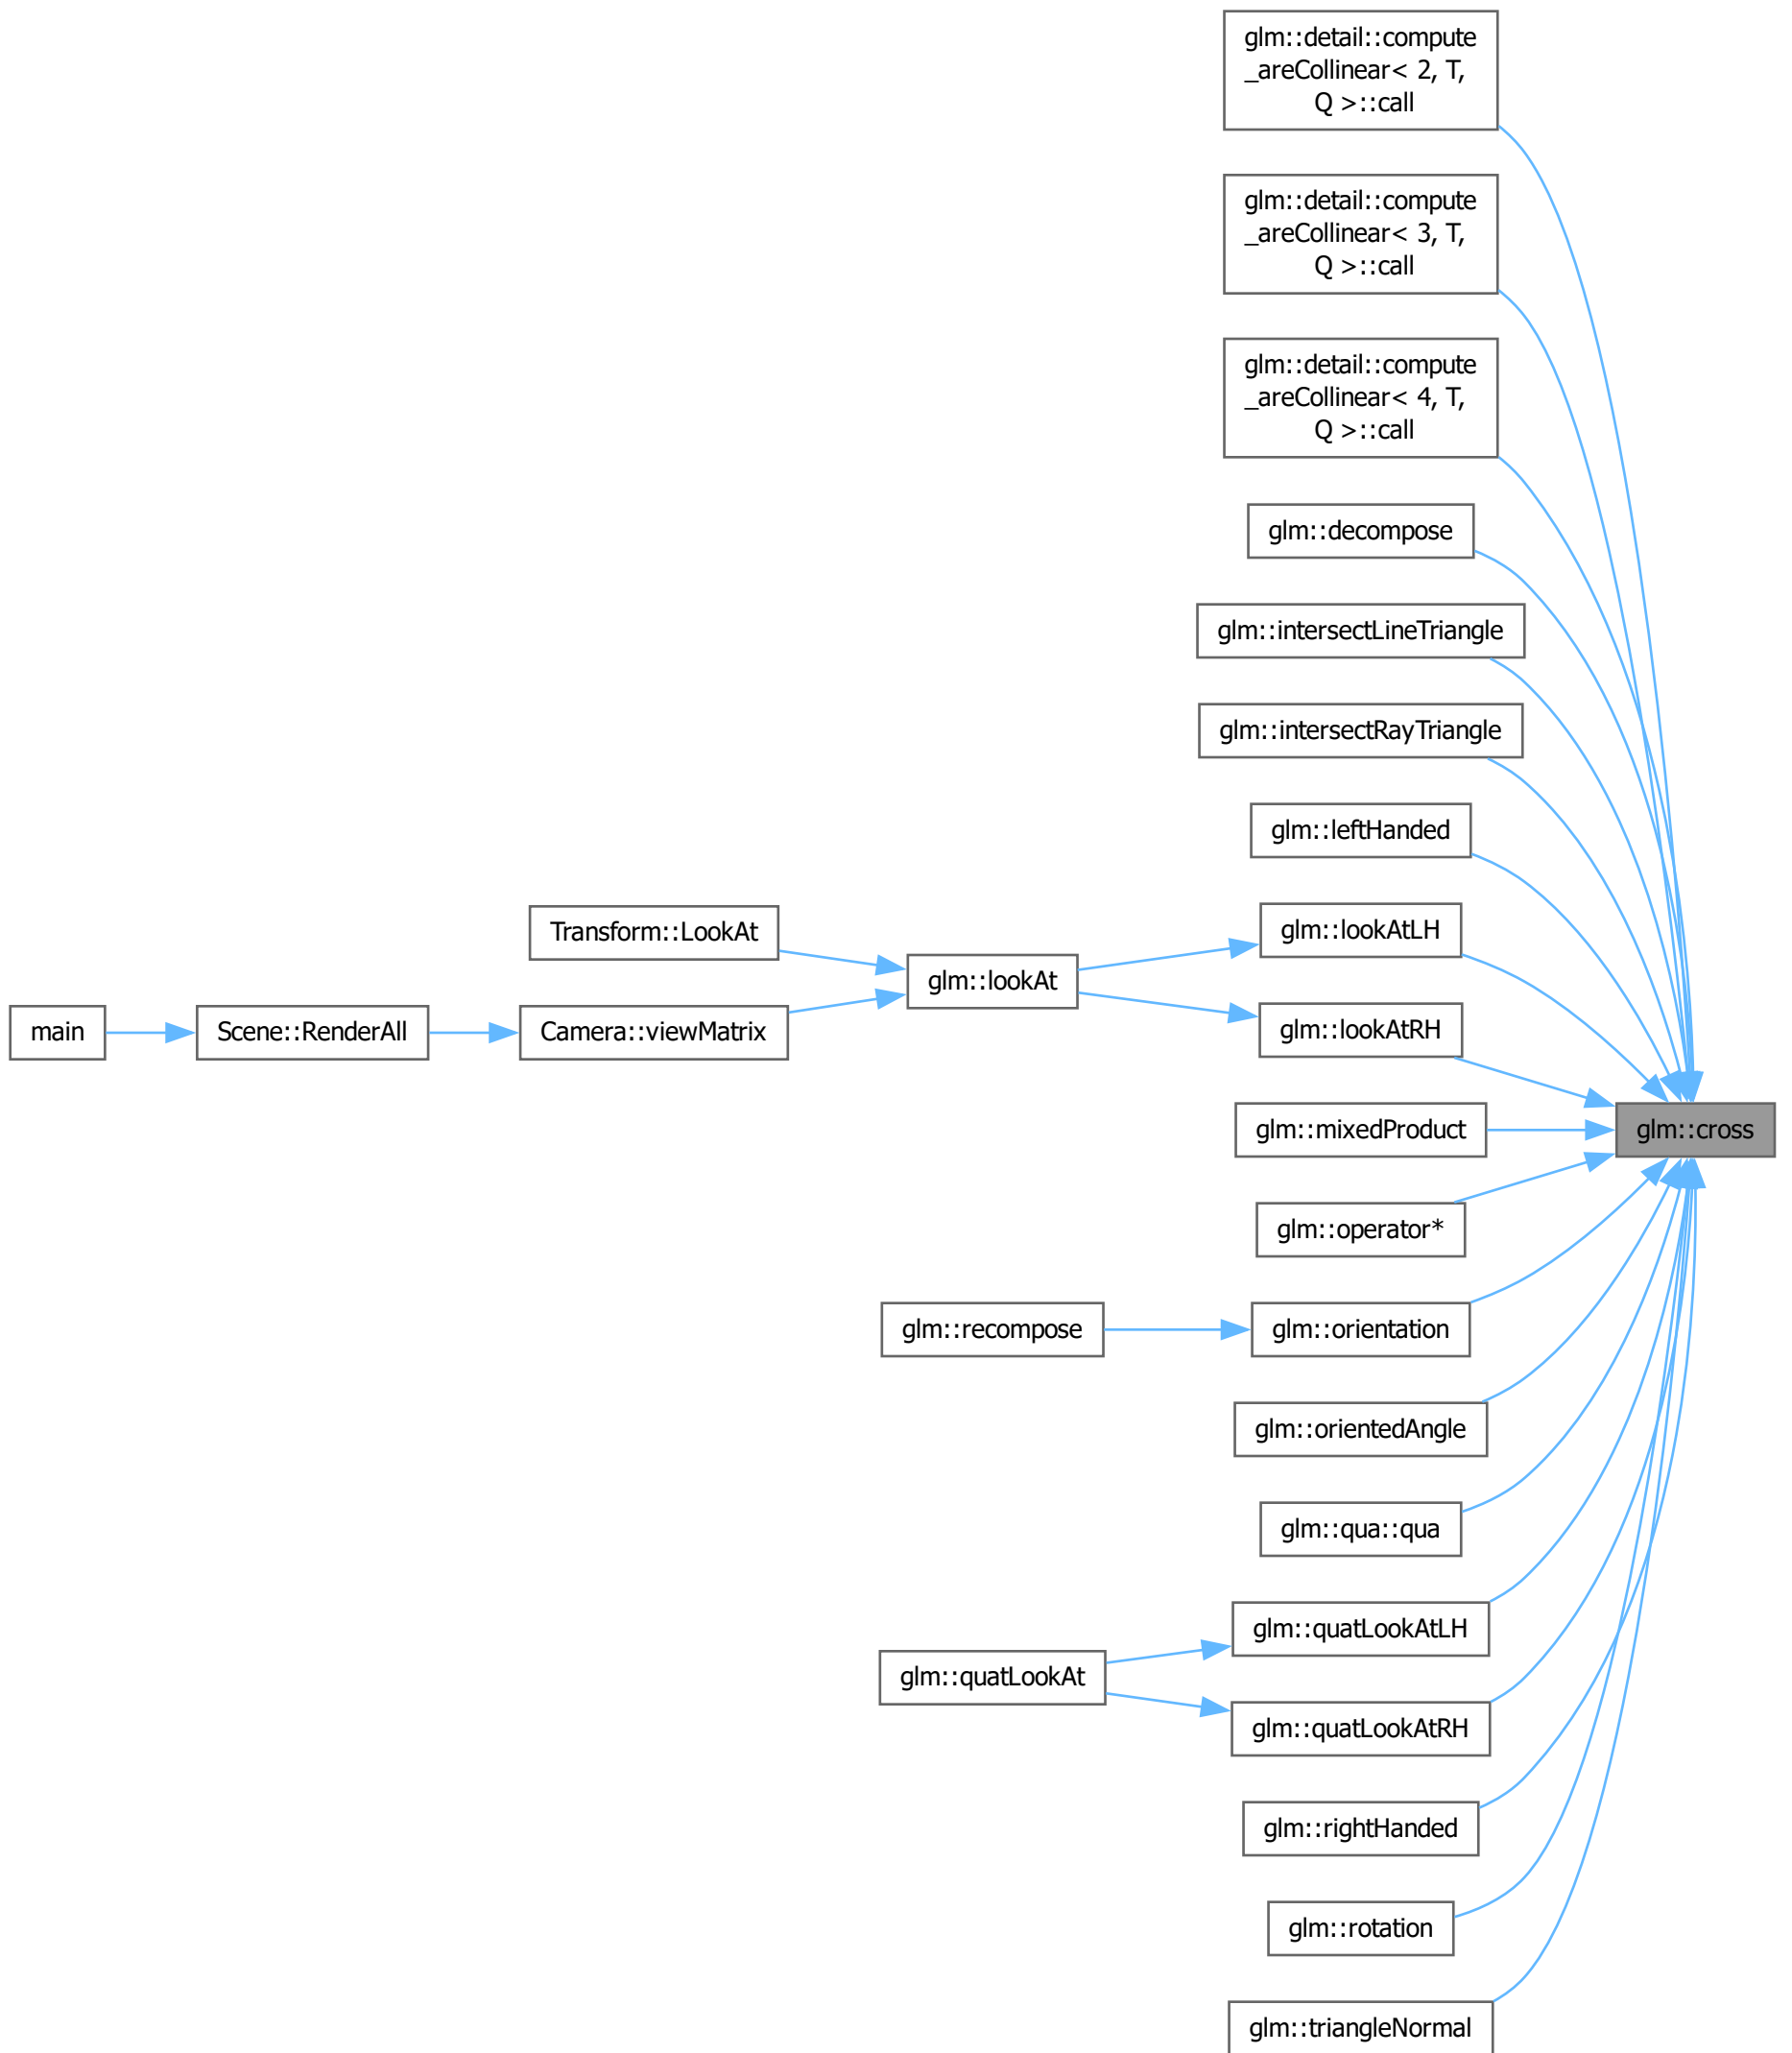 glm::detail::compute
_areCollinear< 2, T,
Q >::call
glm::detail::compute
_areCollinear< 3, T,
Q >::call
glm::detail::compute
_areCollinear< 4, T,
Q >::call
glm::decompose
glm::intersectLineTriangle
glm::intersectRayTriangle
glm::leftHanded
Transform::LookAt
glm::lookAtLH
glm::lookAt
main
Scene::RenderAll
Camera::viewMatrix
glm::lookAtRH
glm::mixedProduct
glm::cross
glm::operator*
glm::recompose
glm::orientation
glm::orientedAngle
glm::qua::qua
glm::quatLookAtLH
glm::quatLookAt
glm::quatLookAtRH
glm::rightHanded
glm::rotation
glm::triangleNormal